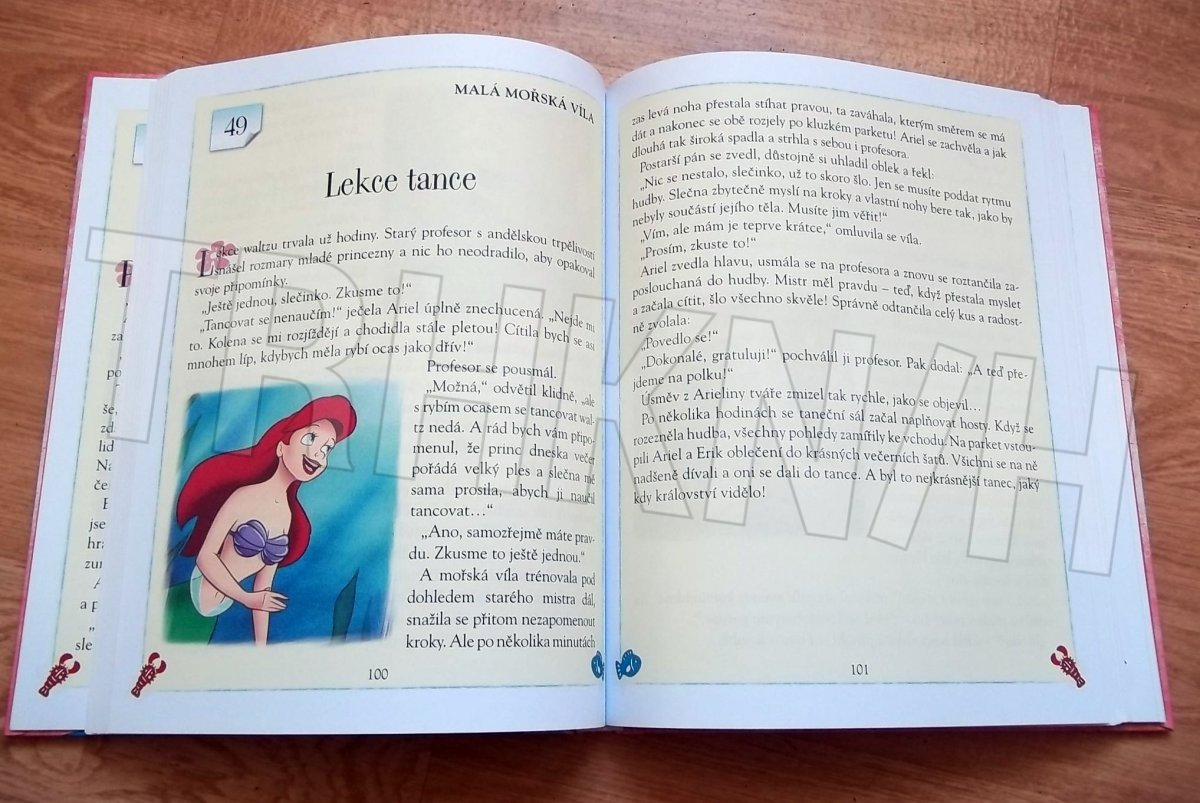 MALÁ MOŘSKÁ VÍLA
49
Lekce tance
Lekce waltzu trvala už hodiny. Starý profesor s andělskou trpělivostí
snášel rozmary mladé princezny a nic ho neodradilo, aby opakoval
svoje připomínky.
„Ještě jednou, slečinko. Zkusme to!“
„Tancovat se nenaučím!“ ječela Ariel úplně znechucená. „Nejde mi
to. Kolena se mi rozjíždějí a chodidla stále pletou! Cítila bych se asi
mnohem líp, kdybych měla rybí ocas jako dřív!“
Profesor se pousmál.
„Možná,“ odvětil klidně, „ale
s rybím ocasem se tancovat wal-
tz nedá. A rád bych vám připo-
menul, že princ dneska večer
pořádá velký ples a slečna mě
sama prosila, abych ji naučil
tancovat…“
„Ano, samozřejmě máte prav-
du. Zkusme to ještě jednou.“
A mořská víla trénovala pod
dohledem starého mistra dál,
snažila se přitom nezapomenout
kroky. Ale po několika minutách
100
zas levá noha přestala stíhat pravou, ta zaváhala, kterým směrem se má
dát a nakonec se obě rozjely po kluzkém parketu! Ariel se zachvěla a jak
dlouhá tak široká spadla a strhla s sebou i profesora.
Postarší pán se zvedl, důstojně si uhladil oblek a řekl:
„Nic se nestalo, slečinko, už to skoro šlo. Jen se musíte poddat rytmu
hudby. Slečna zbytečně myslí na kroky a vlastní nohy bere tak, jako by
nebyly součástí jejího těla. Musíte jim věřit!“
„Vím, ale mám je teprve krátce,“ omluvila se víla.
„Prosím, zkuste to!“
Ariel zvedla hlavu, usmála se na profesora a znovu se roztančila za-
poslouchaná do hudby. Mistr měl pravdu – teď, když přestala myslet
a začala cítit, šlo všechno skvěle! Správně odtančila celý kus a radost-
ně zvolala:
„Povedlo se!“
„Dokonalé, gratuluji!“ pochválil ji profesor. Pak dodal: „A teď pře-
jdeme na polku!“
Úsměv z Arieliny tváře zmizel tak rychle, jako se objevil…
Po několika hodinách se taneční sál začal naplňovat hosty. Když se
rozezněla hudba, všechny pohledy zamířily ke vchodu. Na parket vstou-
pili Ariel a Erik oblečení do krásných večerních šatů. Všichni se na ně
nadšeně dívali a oni se dali do tance. A byl to nejkrásnější tanec, jaký
kdy království vidělo!
101